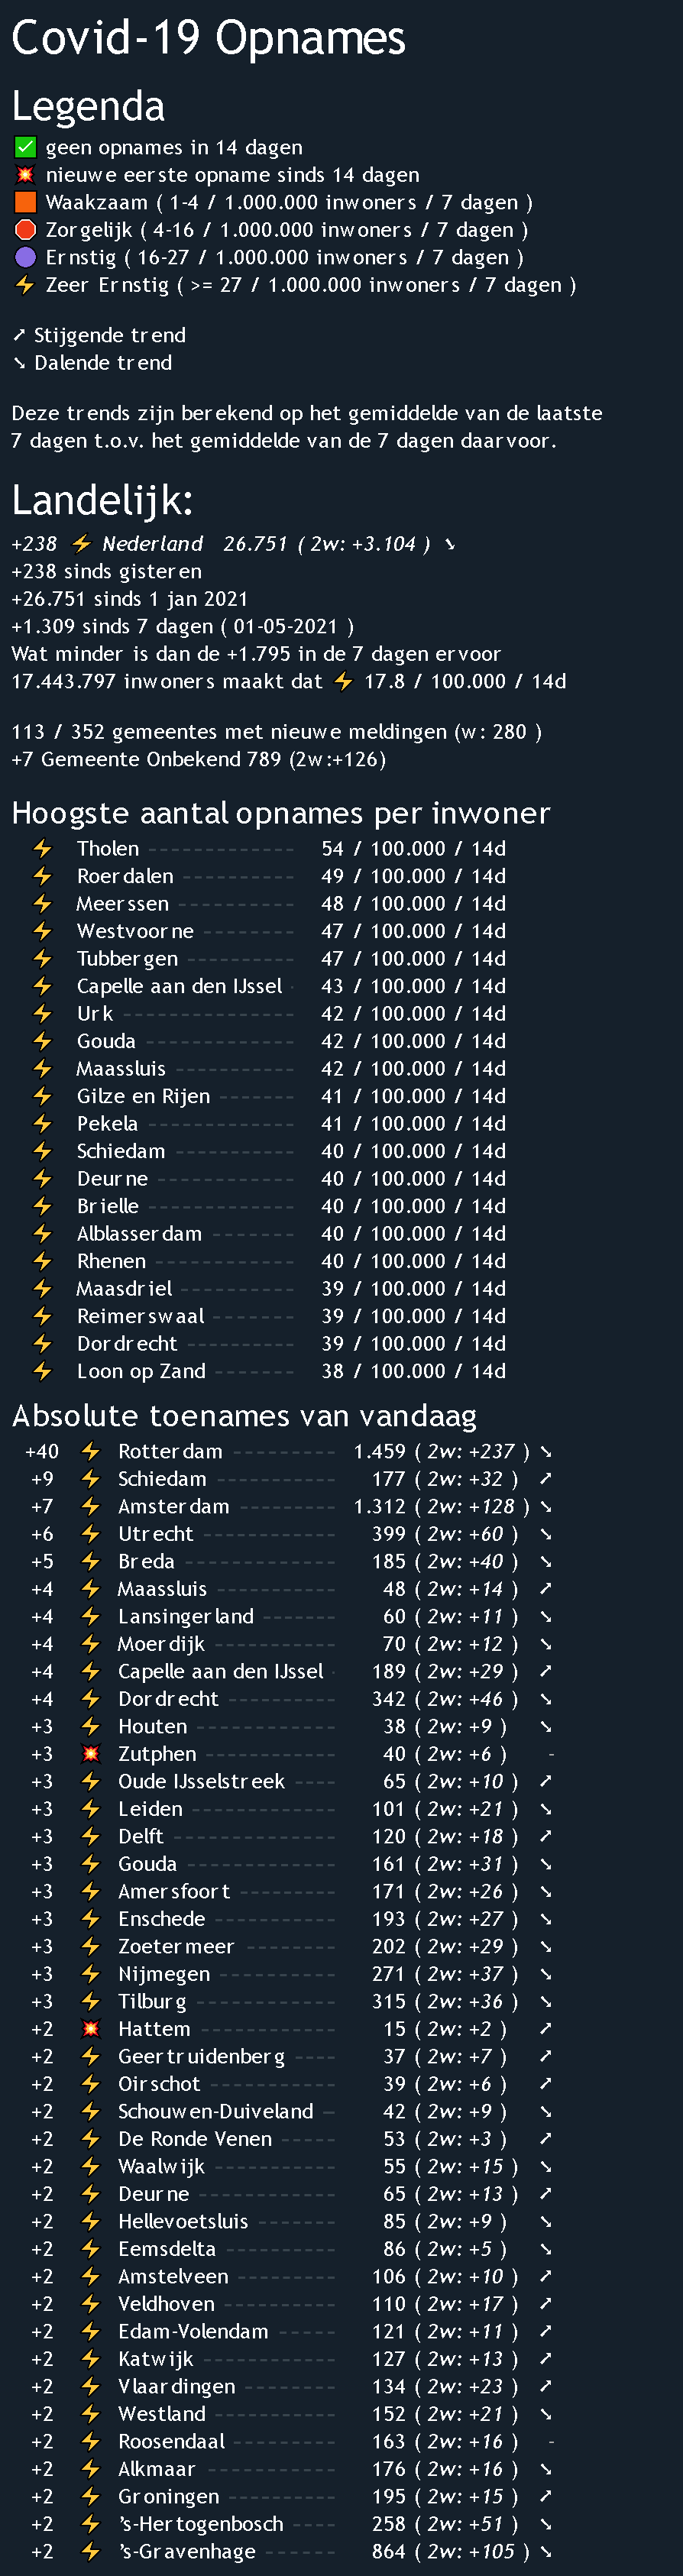 Covid-19 Opnames
Legenda
✅ geen opnames in 14 dagen
💥 nieuwe eerste opname sinds 14 dagen
🟧 Waakzaam ( 1-4 / 1.000.000 inwoners / 7 dagen )
🛑 Zorgelijk ( 4-16 / 1.000.000 inwoners / 7 dagen )
🟣 Ernstig ( 16-27 / 1.000.000 inwoners / 7 dagen )
⚡ Zeer Ernstig ( >= 27 / 1.000.000 inwoners / 7 dagen )
➚ Stijgende trend
➘ Dalende trend
Deze trends zijn berekend op het gemiddelde van de laatste
7 dagen t.o.v. het gemiddelde van de 7 dagen daarvoor.
Landelijk:
+238 ⚡ Nederland 26.751 ( 2w: +3.104 ) ➘
+238 sinds gisteren
+26.751 sinds 1 jan 2021
+1.309 sinds 7 dagen ( 01-05-2021 )
Wat minder is dan de +1.795 in de 7 dagen ervoor
17.443.797 inwoners maakt dat ⚡ 17.8 / 100.000 / 14d
113 / 352 gemeentes met nieuwe meldingen (w: 280 )
+7 Gemeente Onbekend 789 (2w:+126)
Hoogste aantal opnames per inwoner
⚡ Tholen 54 / 100.000 / 14d
⚡ Roerdalen 49 / 100.000 / 14d
⚡ Meerssen 48 / 100.000 / 14d
⚡ Westvoorne 47 / 100.000 / 14d
⚡ Tubbergen 47 / 100.000 / 14d
⚡ Capelle aan den IJssel 43 / 100.000 / 14d
⚡ Urk 42 / 100.000 / 14d
⚡ Gouda 42 / 100.000 / 14d
⚡ Maassluis 42 / 100.000 / 14d
⚡ Gilze en Rijen 41 / 100.000 / 14d
⚡ Pekela 41 / 100.000 / 14d
⚡ Schiedam 40 / 100.000 / 14d
⚡ Deurne 40 / 100.000 / 14d
⚡ Brielle 40 / 100.000 / 14d
⚡ Alblasserdam 40 / 100.000 / 14d
⚡ Rhenen 40 / 100.000 / 14d
⚡ Maasdriel 39 / 100.000 / 14d
⚡ Reimerswaal 39 / 100.000 / 14d
⚡ Dordrecht 39 / 100.000 / 14d
⚡ Loon op Zand 38 / 100.000 / 14d
Absolute toenames van vandaag
+40 ⚡ Rotterdam 1.459 ( 2w: +237 ) ➘
+9 ⚡ Schiedam 177 ( 2w: +32 ) ➚
+7 ⚡ Amsterdam 1.312 ( 2w: +128 ) ➘
+6 ⚡ Utrecht 399 ( 2w: +60 ) ➘
+5 ⚡ Breda 185 ( 2w: +40 ) ➘
+4 ⚡ Maassluis 48 ( 2w: +14 ) ➚
+4 ⚡ Lansingerland 60 ( 2w: +11 ) ➘
+4 ⚡ Moerdijk 70 ( 2w: +12 ) ➘
+4 ⚡ Capelle aan den IJssel 189 ( 2w: +29 ) ➚
+4 ⚡ Dordrecht 342 ( 2w: +46 ) ➘
+3 ⚡ Houten 38 ( 2w: +9 ) ➘
+3 💥 Zutphen 40 ( 2w: +6 ) -
+3 ⚡ Oude IJsselstreek 65 ( 2w: +10 ) ➚
+3 ⚡ Leiden 101 ( 2w: +21 ) ➘
+3 ⚡ Delft 120 ( 2w: +18 ) ➚
+3 ⚡ Gouda 161 ( 2w: +31 ) ➘
+3 ⚡ Amersfoort 171 ( 2w: +26 ) ➘
+3 ⚡ Enschede 193 ( 2w: +27 ) ➘
+3 ⚡ Zoetermeer 202 ( 2w: +29 ) ➘
+3 ⚡ Nijmegen 271 ( 2w: +37 ) ➘
+3 ⚡ Tilburg 315 ( 2w: +36 ) ➘
+2 💥 Hattem 15 ( 2w: +2 ) ➚
+2 ⚡ Geertruidenberg 37 ( 2w: +7 ) ➚
+2 ⚡ Oirschot 39 ( 2w: +6 ) ➚
+2 ⚡ Schouwen-Duiveland 42 ( 2w: +9 ) ➘
+2 ⚡ De Ronde Venen 53 ( 2w: +3 ) ➚
+2 ⚡ Waalwijk 55 ( 2w: +15 ) ➘
+2 ⚡ Deurne 65 ( 2w: +13 ) ➚
+2 ⚡ Hellevoetsluis 85 ( 2w: +9 ) ➘
+2 ⚡ Eemsdelta 86 ( 2w: +5 ) ➘
+2 ⚡ Amstelveen 106 ( 2w: +10 ) ➚
+2 ⚡ Veldhoven 110 ( 2w: +17 ) ➚
+2 ⚡ Edam-Volendam 121 ( 2w: +11 ) ➚
+2 ⚡ Katwijk 127 ( 2w: +13 ) ➚
+2 ⚡ Vlaardingen 134 ( 2w: +23 ) ➚
+2 ⚡ Westland 152 ( 2w: +21 ) ➘
+2 ⚡ Roosendaal 163 ( 2w: +16 ) -
+2 ⚡ Alkmaar 176 ( 2w: +16 ) ➘
+2 ⚡ Groningen 195 ( 2w: +15 ) ➚
+2 ⚡ 's-Hertogenbosch 258 ( 2w: +51 ) ➘
+2 ⚡ 's-Gravenhage 864 ( 2w: +105 ) ➘